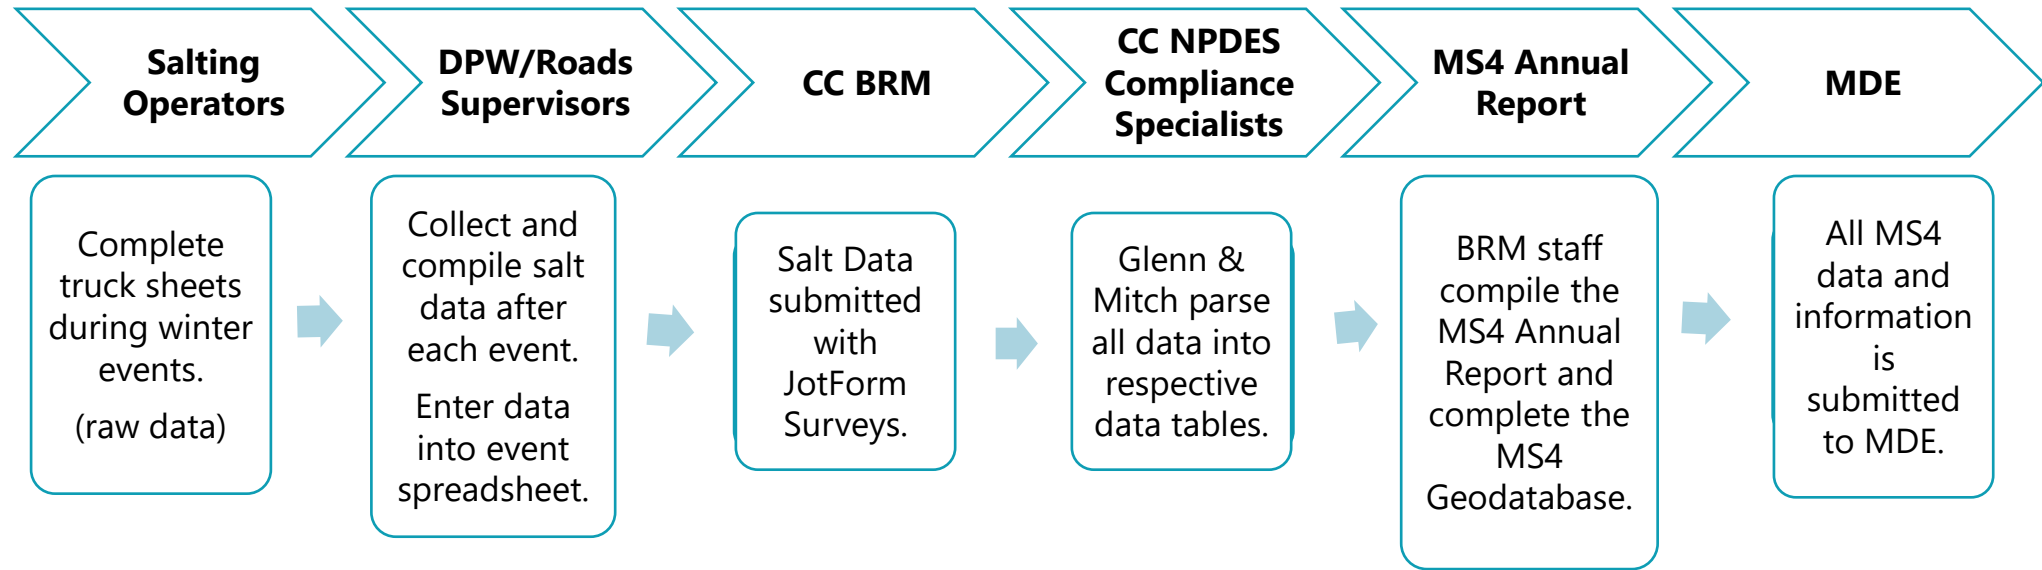 Salting
Operators
DPW/Roads
Supervisors
CC BRM
CC NPDES
Compliance
Specialists
MS4 Annual
Report
MDE
Complete
truck sheets
during winter
events.
(raw data)
Collect and
compile salt
data after
each event.
Enter data
into event
spreadsheet.
Salt Data
submitted
with
JotForm
Surveys.
Glenn &
Mitch parse
all data into
respective
data tables.
BRM staff
compile the
MS4 Annual
Report and
complete the
MS4
Geodatabase.
All MS4
data and
information
is
submitted
to MDE.